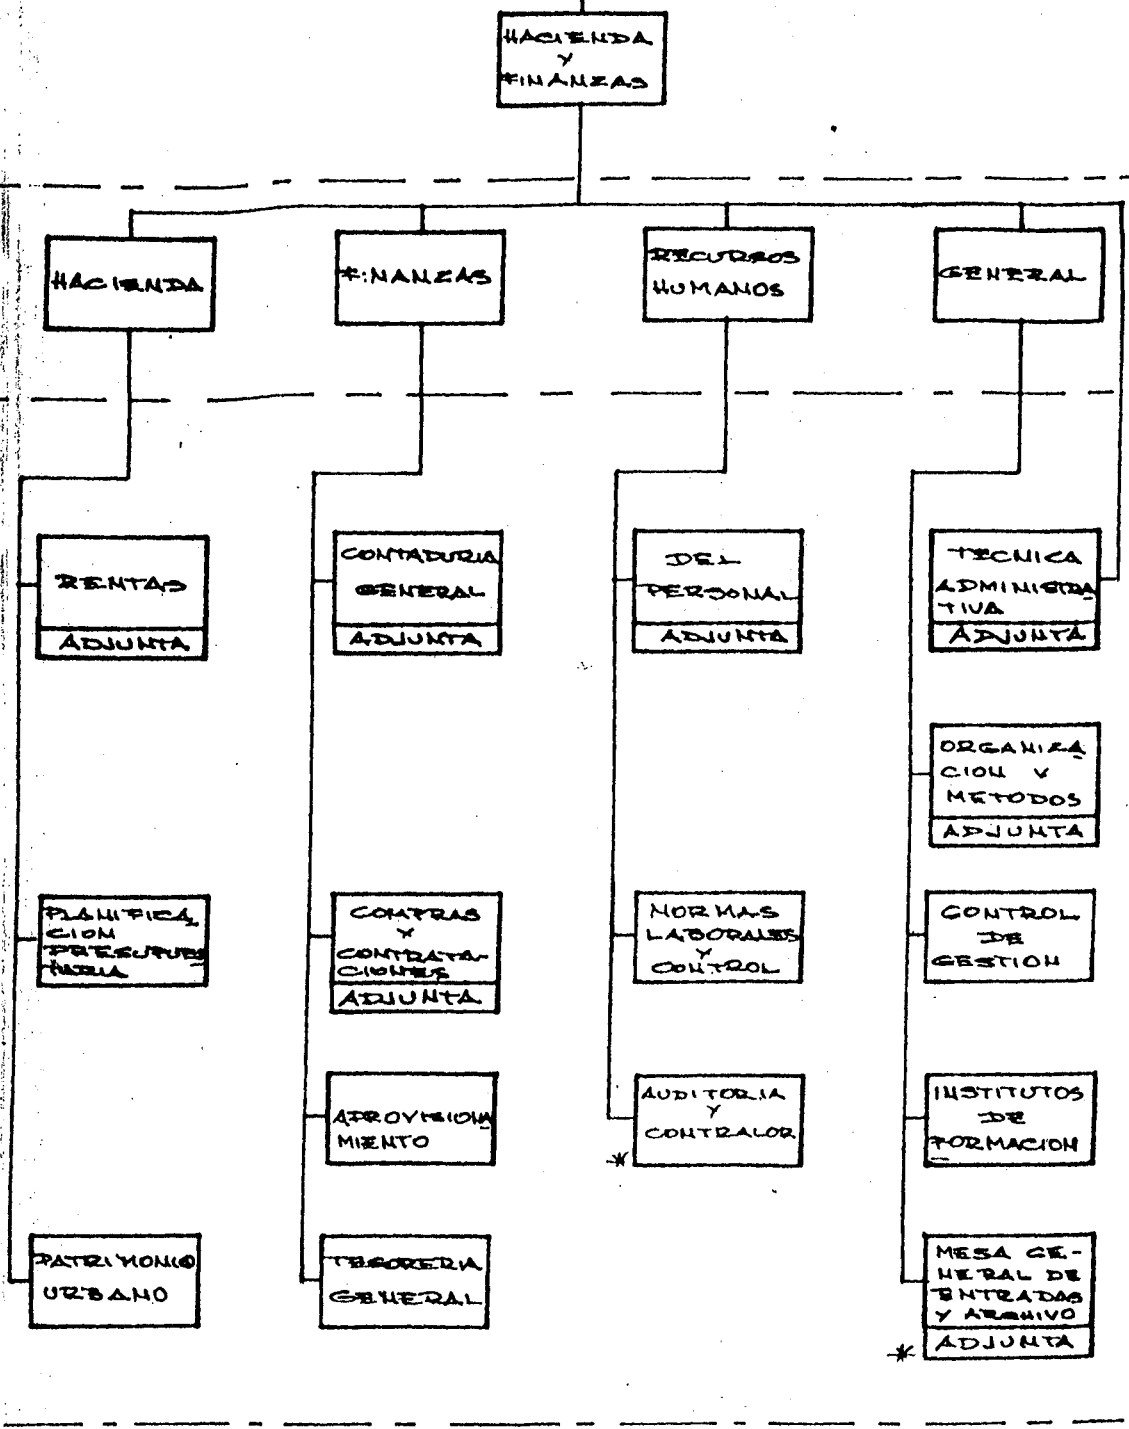 HACIENDA
Y
FINANZAS
HACIENDA
FINANZAS
RECURSOS
HUMANOS
GENERAL
RENTAS
ADJUNTA
CONTADURIA
GENERAL
ADJUNTA
DEL
PERSONAL
ADJUNTA
TECNICA
ADMINISTRA
TIVA
ADJUNTA
ORGANIZA
CION Y
METODOS
ADJUNTA
PLANIFICA
CION
PRESUPUES
TARIA
COMPRAS
Y
CONTRATA-
CIONES
ADJUNTA
NORMAS
LABORALES
Y
CONTROL
CONTROL
DE
GESTION
APROVISIONA
MIENTO
AUDITORIA
Y
CONTRALOR
*
INSTITUTOS
DE
FORMACION
PATRIMONIO
URBANO
TESORERIA
GENERAL
MESA GE-
NERAL DE
ENTRADAS
Y ARCHIVO
ADJUNTA
*